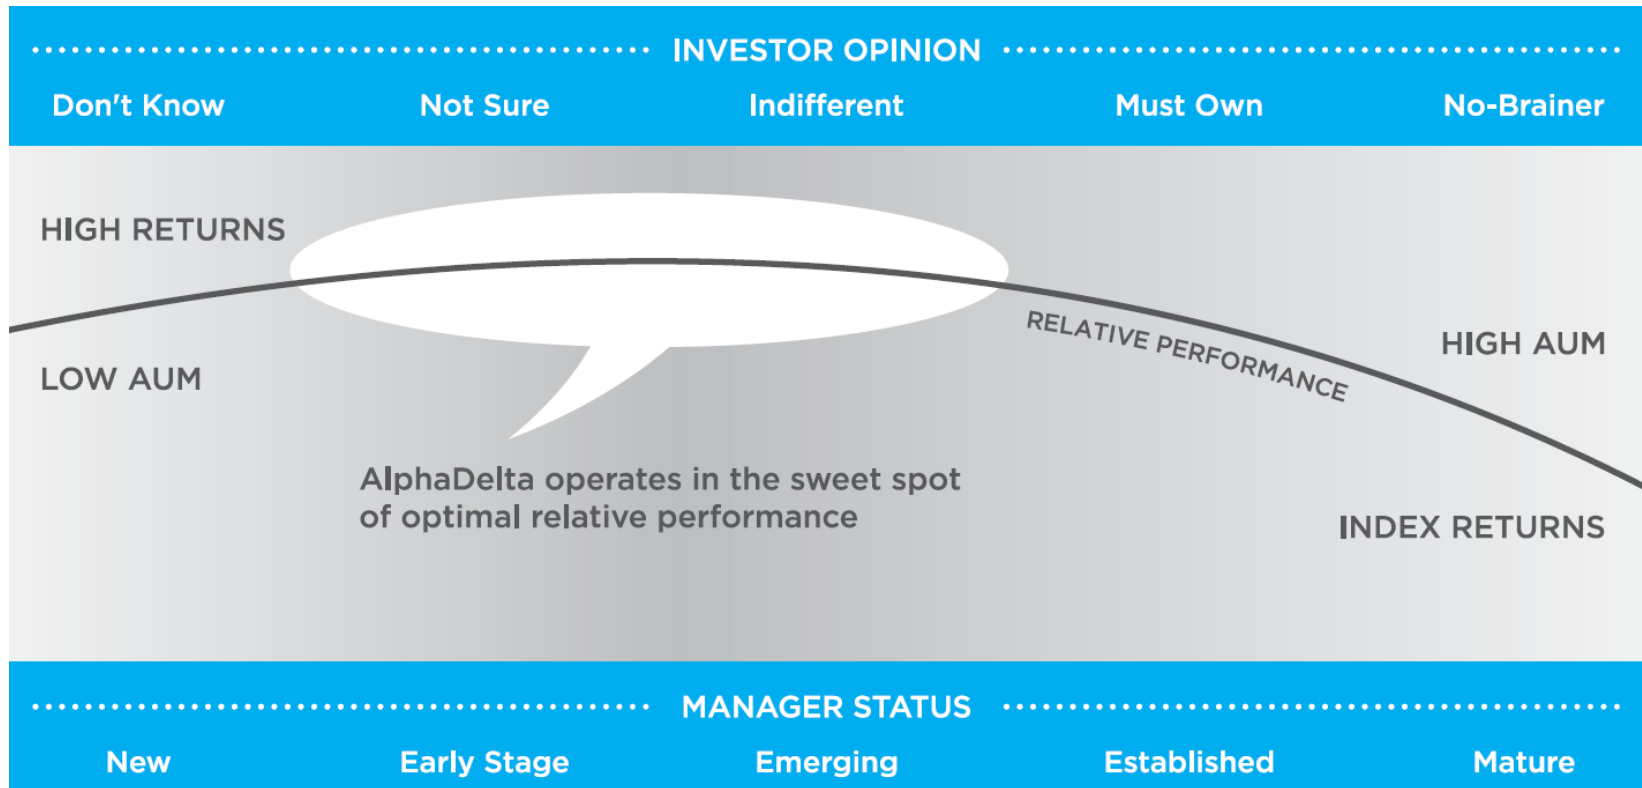 INVESTOR OPINION
Don't Know Not Sure Indifferent Must Own No-Brainer
HIGH RETURNS
RELATIVE PERFORMANCE
HIGH AUM
LOW AUM
AlphaDelta operates in the sweet spot
of optimal relative performance
INDEX RETURNS
MANAGER STATUS
New Early Stage Emerging Established Mature